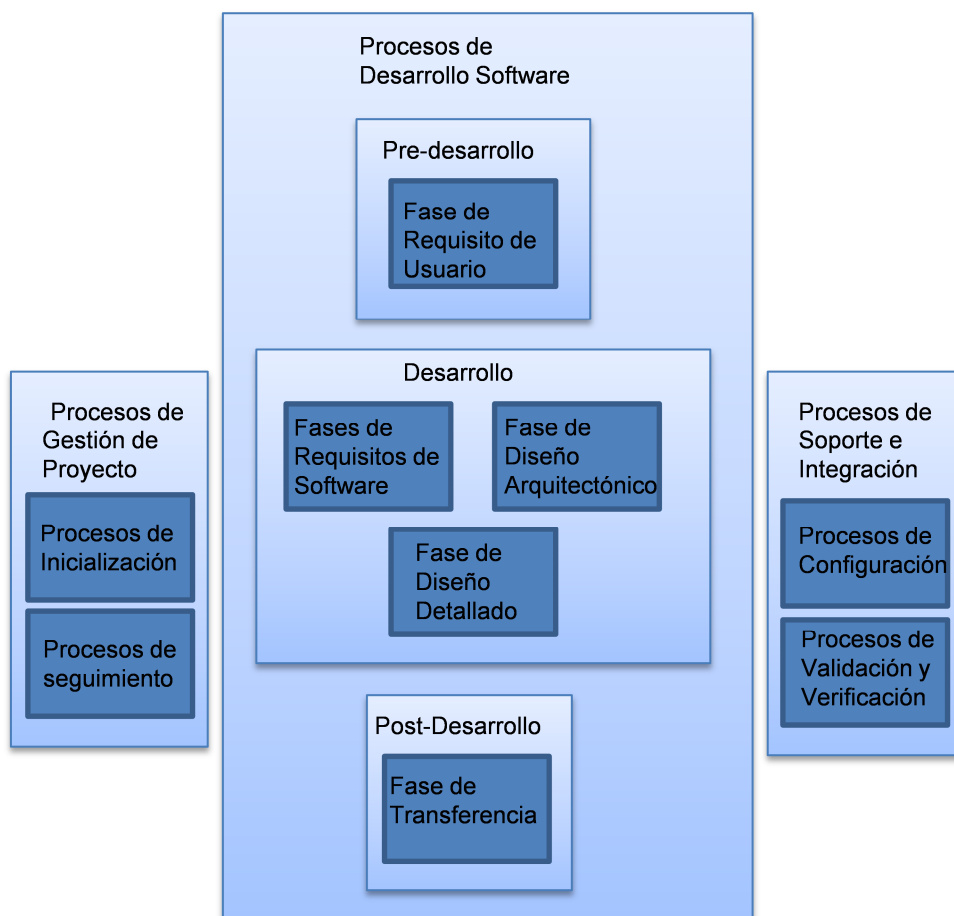 Procesos de
Desarrollo Software
Pre-desarrollo
Fase de
Requisito de
Usuario
Desarrollo
Fases de
Requisitos de
Software
Fase de
Diseño
Arquitectónico
Fase de
Diseño
Detallado
Post-Desarrollo
Fase de
Transferencia
Procesos de
Gestión de
Proyecto
Procesos de
Inicialización
Procesos de
seguimiento
Procesos de
Soporte e
Integración
Procesos de
Configuración
Procesos de
Validación y
Verificación